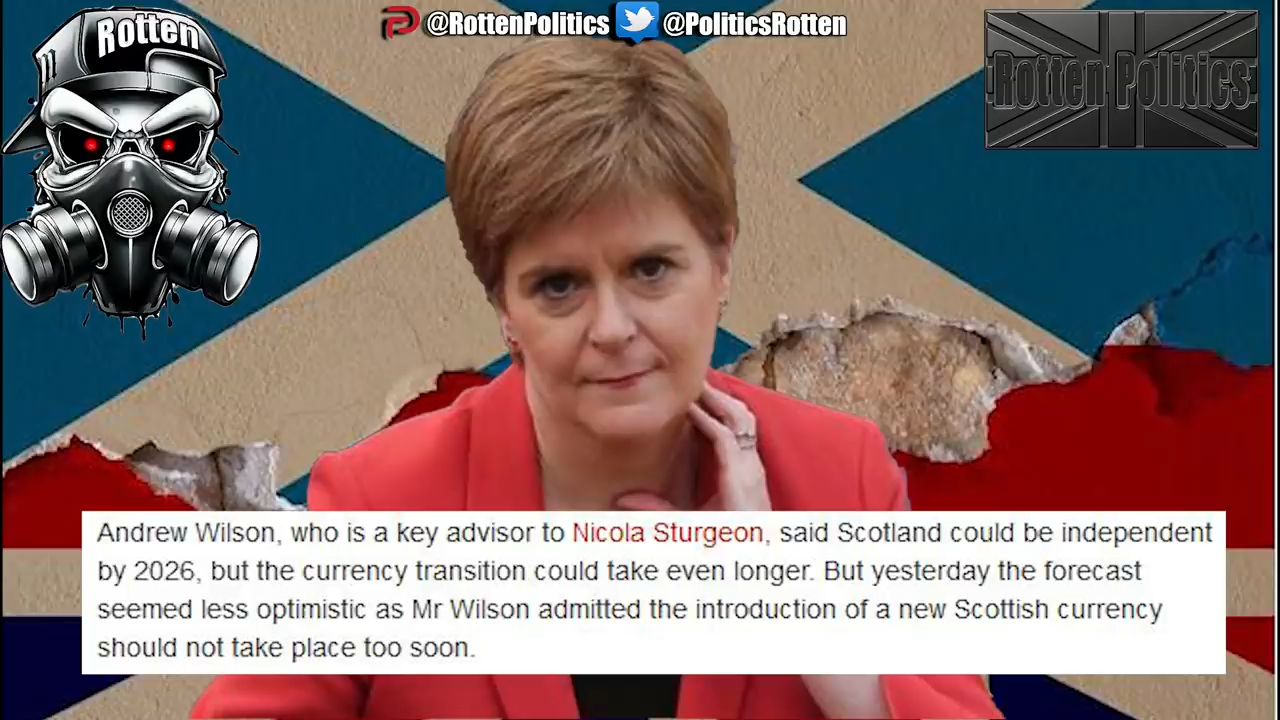 Rotten
@RottenPolitics @PoliticsRotten
Rotten Politics
Andrew Wilson, who is a key advisor to Nicola Sturgeon, said Scotland could be independent
by 2026, but the currency transition could take even longer. But yesterday the forecast
seemed less optimistic as Mr Wilson admitted the introduction of a new Scottish currency
should not take place too soon.